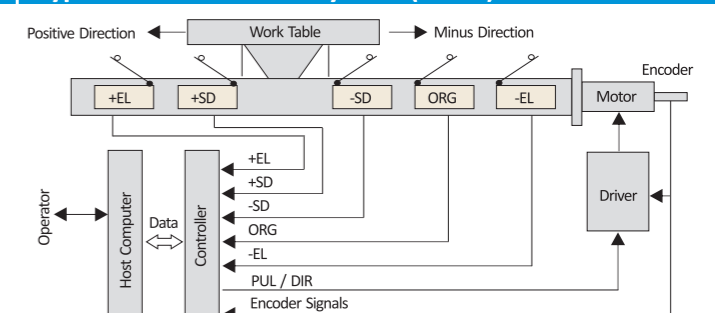 Positive Direction
Work Table
Minus Direction
Encoder
+EL
+SD
-SD
ORG
-EL
Motor
+EL
+SD
-SD
ORG
-EL
PUL / DIR
Encoder Signals
Driver
Operator
Host Computer
Data
Controller